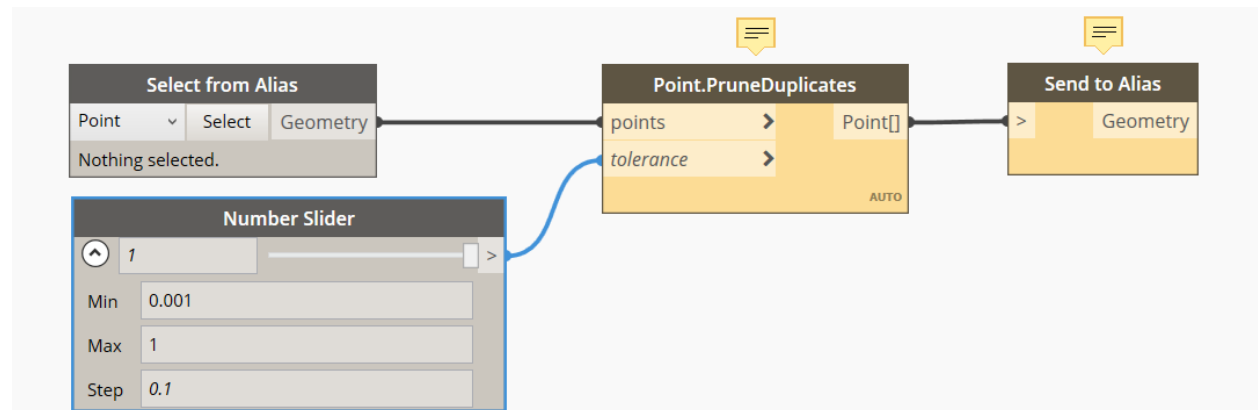 Select from Alias
Point Select Geometry
Nothing selected.
Number Slider
1 >
Min 0.001
Max 1
Step 0.1
Point.PruneDuplicates
points > Point[]
tolerance >
AUTO
Send to Alias
> Geometry